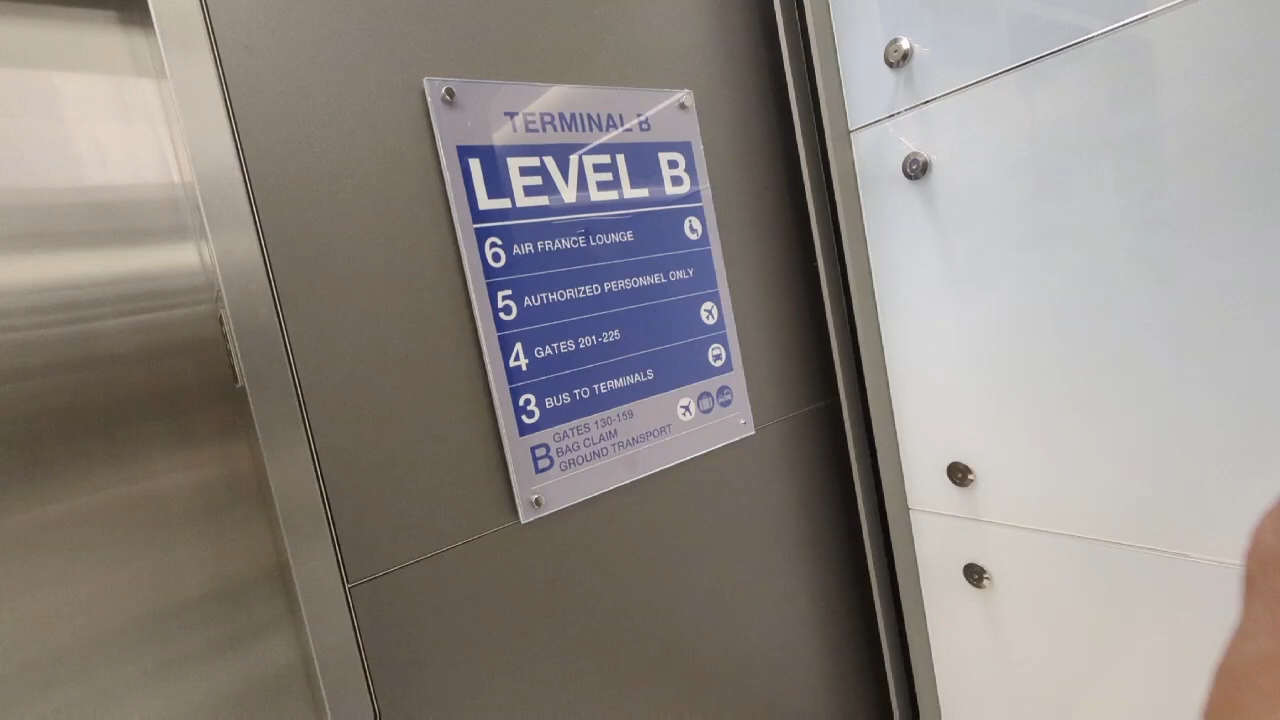 TERMINAL B
LEVEL B
6 AIR FRANCE LOUNGE
5 AUTHORIZED PERSONNEL ONLY
4 GATES 201-225
3 BUS TO TERMINALS
B GATES 130-159
BAG CLAIM
GROUND TRANSPORT